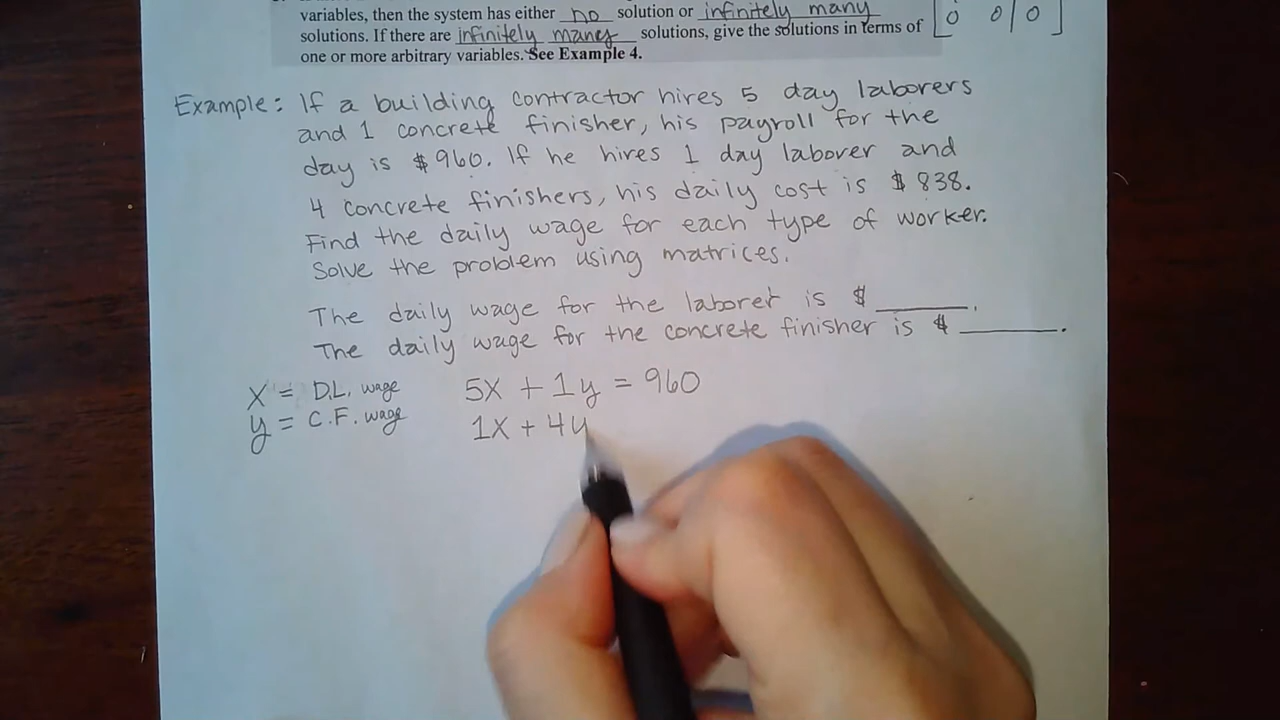 variables, then the system has either no solution or infinitely many
solutions. If there are infinitely many solutions, give the solutions in terms of
one or more arbitrary variables. See Example 4.
[0 0 | 0]
Example: If a building contractor hires 5 day laborers
and 1 concrete finisher, his payroll for the
day is $960. If he hires 1 day laborer and
4 concrete finishers, his daily cost is $838.
Find the daily wage for each type of worker.
Solve the problem using matrices.
The daily wage for the laborer is $______.
The daily wage for the concrete finisher is $______.
x = D.L. wage
y = C.F. wage
5x + 1y = 960
1x + 4y